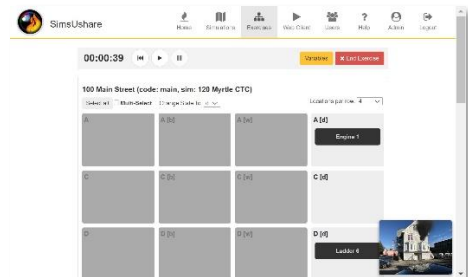 SimsUshare
Home Simulations Exercises Web Client Users Help Admin Logout
00:00:39 Variables End Exercise
100 Main Street (code: main, sim: 120 Myrtle CTC)
Select all Multi-Select Change State to: Locations per row: 4
A A [b] A [w] A [d]
Engine 1
C C [b] C [w] C [d]
D D [b] D [w] D [d]
Ladder 6